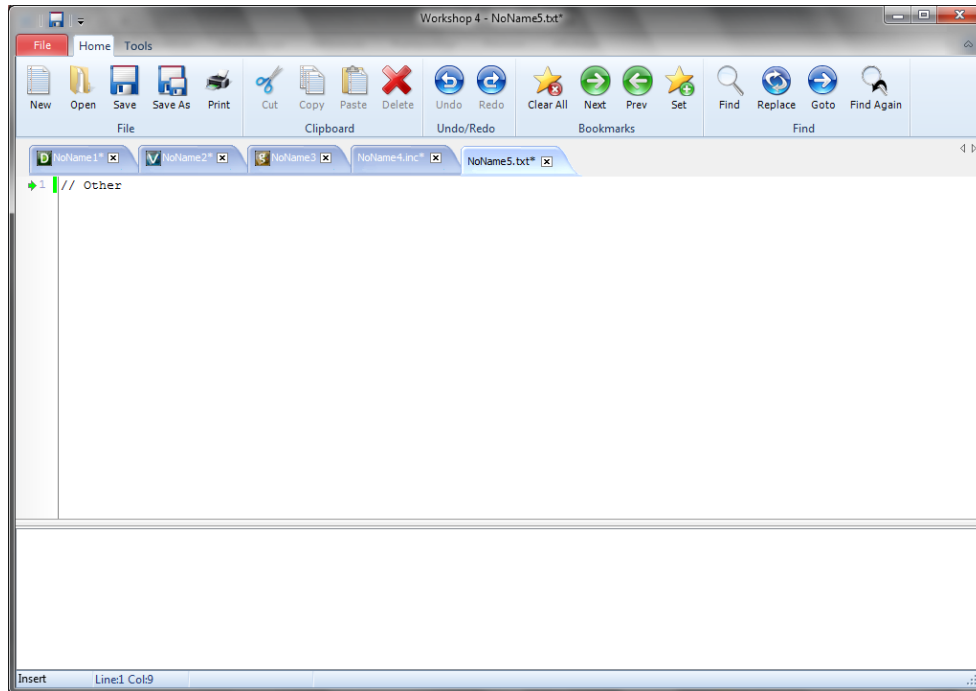 Workshop 4 - NoName5.txt*
File Home Tools
New Open Save Save As Print Cut Copy Paste Delete Undo Redo Clear All Next Prev Set Find Replace Goto Find Again
File Clipboard Undo/Redo Bookmarks Find
NoName1* NoName2* NoName3 NoName4.inc* NoName5.txt*
1 // Other
Insert Line:1 Col:9